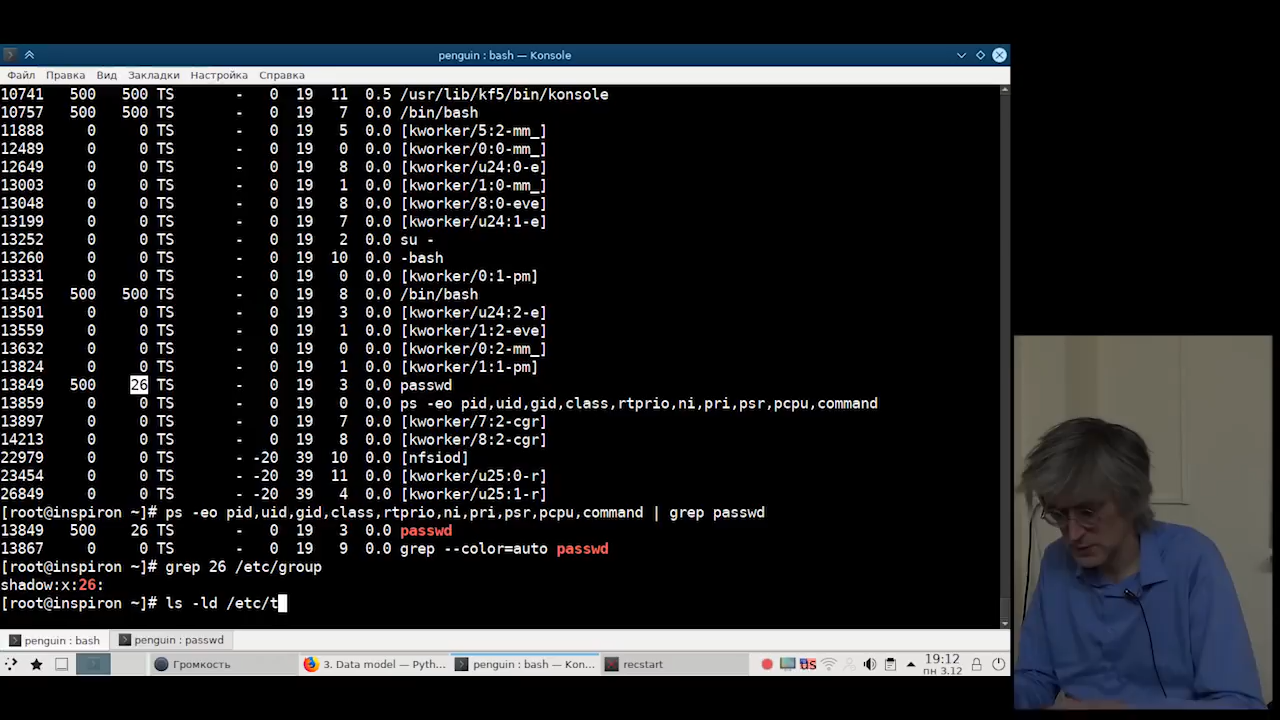 penguin : bash — Konsole
Файл Правка Вид Закладки Настройка Справка
10741 500 500 TS - 0 19 11 0.5 /usr/lib/kf5/bin/konsole
10757 500 500 TS - 0 19 7 0.0 /bin/bash
11888 0 0 TS - 0 19 5 0.0 [kworker/5:2-mm_]
12489 0 0 TS - 0 19 0 0.0 [kworker/0:0-mm_]
12649 0 0 TS - 0 19 8 0.0 [kworker/u24:0-e]
13003 0 0 TS - 0 19 1 0.0 [kworker/1:0-mm_]
13048 0 0 TS - 0 19 8 0.0 [kworker/8:0-eve]
13199 0 0 TS - 0 19 7 0.0 [kworker/u24:1-e]
13252 0 0 TS - 0 19 2 0.0 su -
13260 0 0 TS - 0 19 10 0.0 -bash
13331 0 0 TS - 0 19 0 0.0 [kworker/0:1-pm]
13455 500 500 TS - 0 19 8 0.0 /bin/bash
13501 0 0 TS - 0 19 3 0.0 [kworker/u24:2-e]
13559 0 0 TS - 0 19 1 0.0 [kworker/1:2-eve]
13632 0 0 TS - 0 19 0 0.0 [kworker/0:2-mm_]
13824 0 0 TS - 0 19 1 0.0 [kworker/1:1-pm]
13849 500 26 TS - 0 19 3 0.0 passwd
13859 0 0 TS - 0 19 0 0.0 ps -eo pid,uid,gid,class,rtprio,ni,pri,psr,pcpu,command
13897 0 0 TS - 0 19 7 0.0 [kworker/7:2-cgr]
14213 0 0 TS - 0 19 8 0.0 [kworker/8:2-cgr]
22979 0 0 TS - -20 39 10 0.0 [nfsiod]
23454 0 0 TS - -20 39 11 0.0 [kworker/u25:0-r]
26849 0 0 TS - -20 39 4 0.0 [kworker/u25:1-r]
[root@inspiron ~]# ps -eo pid,uid,gid,class,rtprio,ni,pri,psr,pcpu,command | grep passwd
13849 500 26 TS - 0 19 3 0.0 passwd
13867 0 0 TS - 0 19 9 0.0 grep --color=auto passwd
[root@inspiron ~]# grep 26 /etc/group
shadow:x:26:
[root@inspiron ~]# ls -ld /etc/t
penguin : bash penguin : passwd
Громкость 3. Data model — Pyth... penguin : bash — Kon... recstart US 19:12
пн 3.12